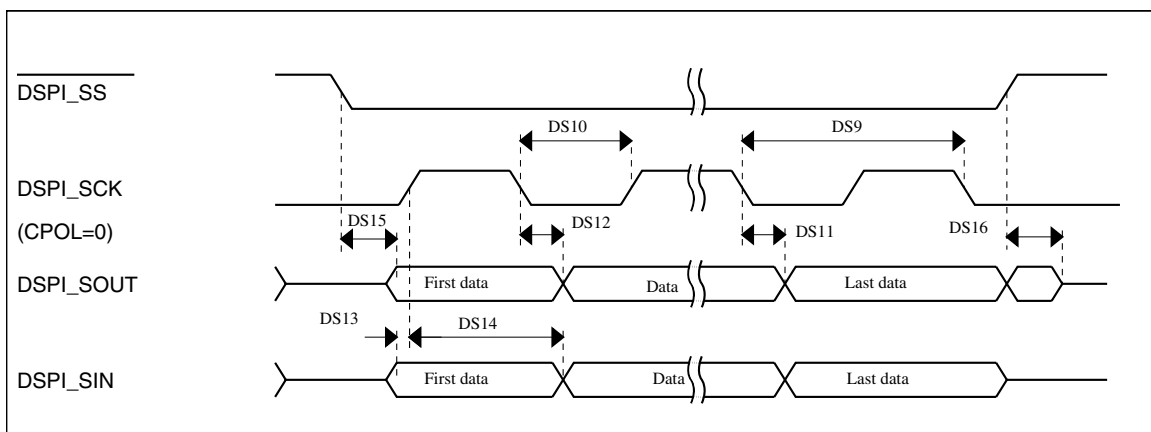 DSPI_SS
DS10
DS9
DSPI_SCK
DS15
DS12
DS11
DS16
(CPOL=0)
DSPI_SOUT
First data
Data
Last data
DS13
DS14
DSPI_SIN
First data
Data
Last data